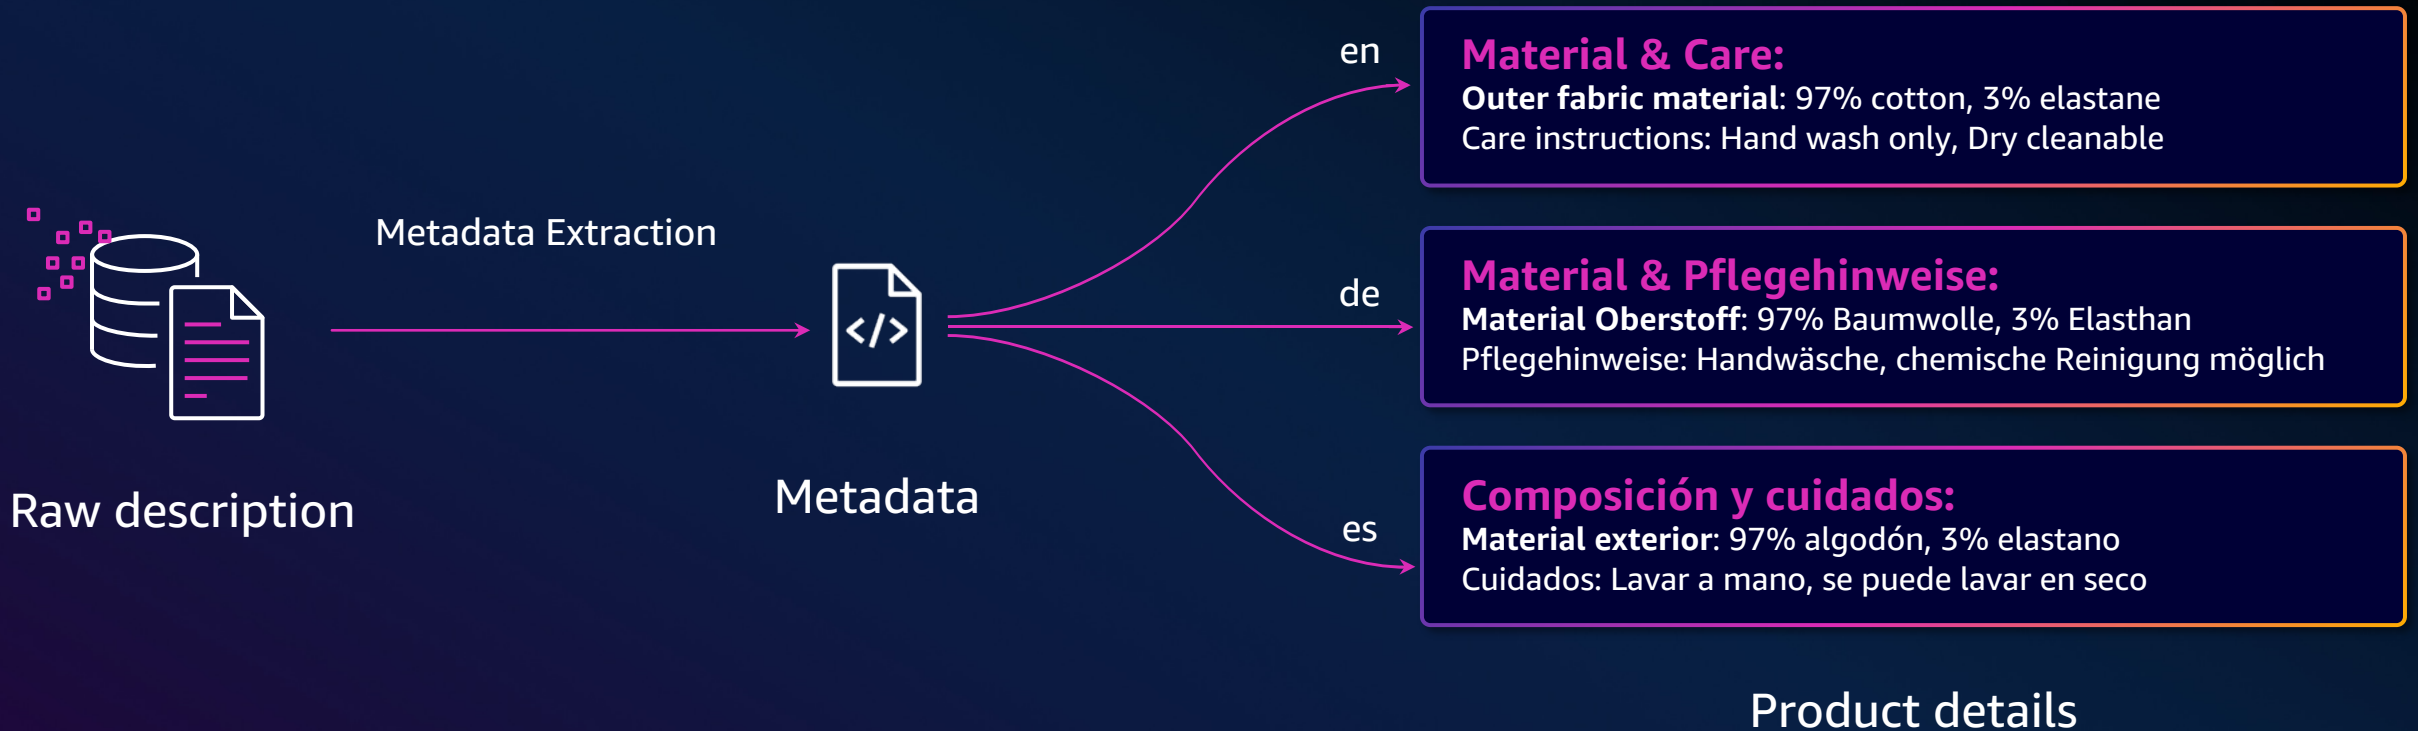 Raw description
Metadata Extraction
</>
Metadata
en
Material & Care:
Outer fabric material: 97% cotton, 3% elastane
Care instructions: Hand wash only, Dry cleanable
de
Material & Pflegehinweise:
Material Oberstoff: 97% Baumwolle, 3% Elasthan
Pflegehinweise: Handwäsche, chemische Reinigung möglich
es
Composición y cuidados:
Material exterior: 97% algodón, 3% elastano
Cuidados: Lavar a mano, se puede lavar en seco
Product details